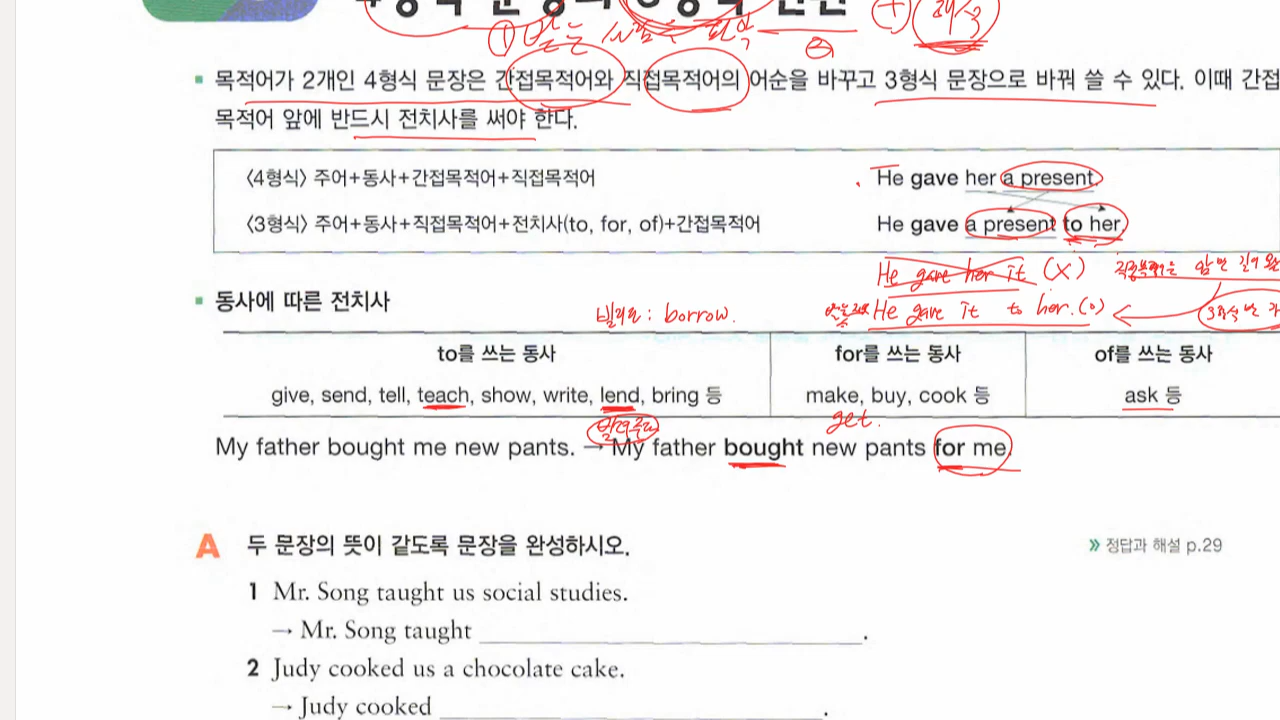 ① 받는 사람
②
목적어가 2개인 4형식 문장은 간접목적어와 직접목적어의 어순을 바꾸고 3형식 문장으로 바꿔 쓸 수 있다. 이때 간접
목적어 앞에 반드시 전치사를 써야 한다.
〈4형식〉 주어+동사+간접목적어+직접목적어 He gave her a present.
〈3형식〉 주어+동사+직접목적어+전치사(to, for, of)+간접목적어 He gave a present to her.
He gave her it (X)
동사에 따른 전치사
빌리다: borrow. He gave it to her. (O)
to를 쓰는 동사 for를 쓰는 동사 of를 쓰는 동사
give, send, tell, teach, show, write, lend, bring 등 make, buy, cook 등 ask 등
빌려주다 get.
My father bought me new pants. → My father bought new pants for me.
A 두 문장의 뜻이 같도록 문장을 완성하시오. » 정답과 해설 p.29
1 Mr. Song taught us social studies.
→ Mr. Song taught ______.
2 Judy cooked us a chocolate cake.
→ Judy cooked ______.